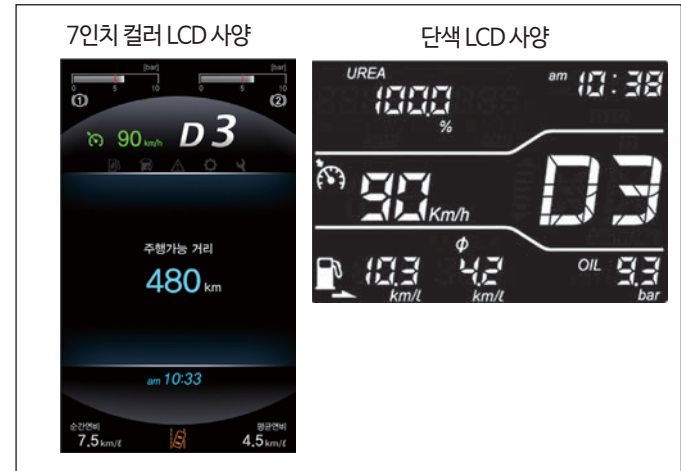 7인치 컬러 LCD 사양
[bar] [bar]
0 5 10 0 5 10
(1) (2)
90 km/h D 3
주행가능 거리
480 km
am 10:33
순간연비 평균연비
7.5 km/ℓ 4.5 km/ℓ
단색 LCD 사양
UREA am 10:38
100.0
%
90 Km/h D3
ϕ
10.3 4.2 OIL 9.3
km/ℓ km/ℓ bar